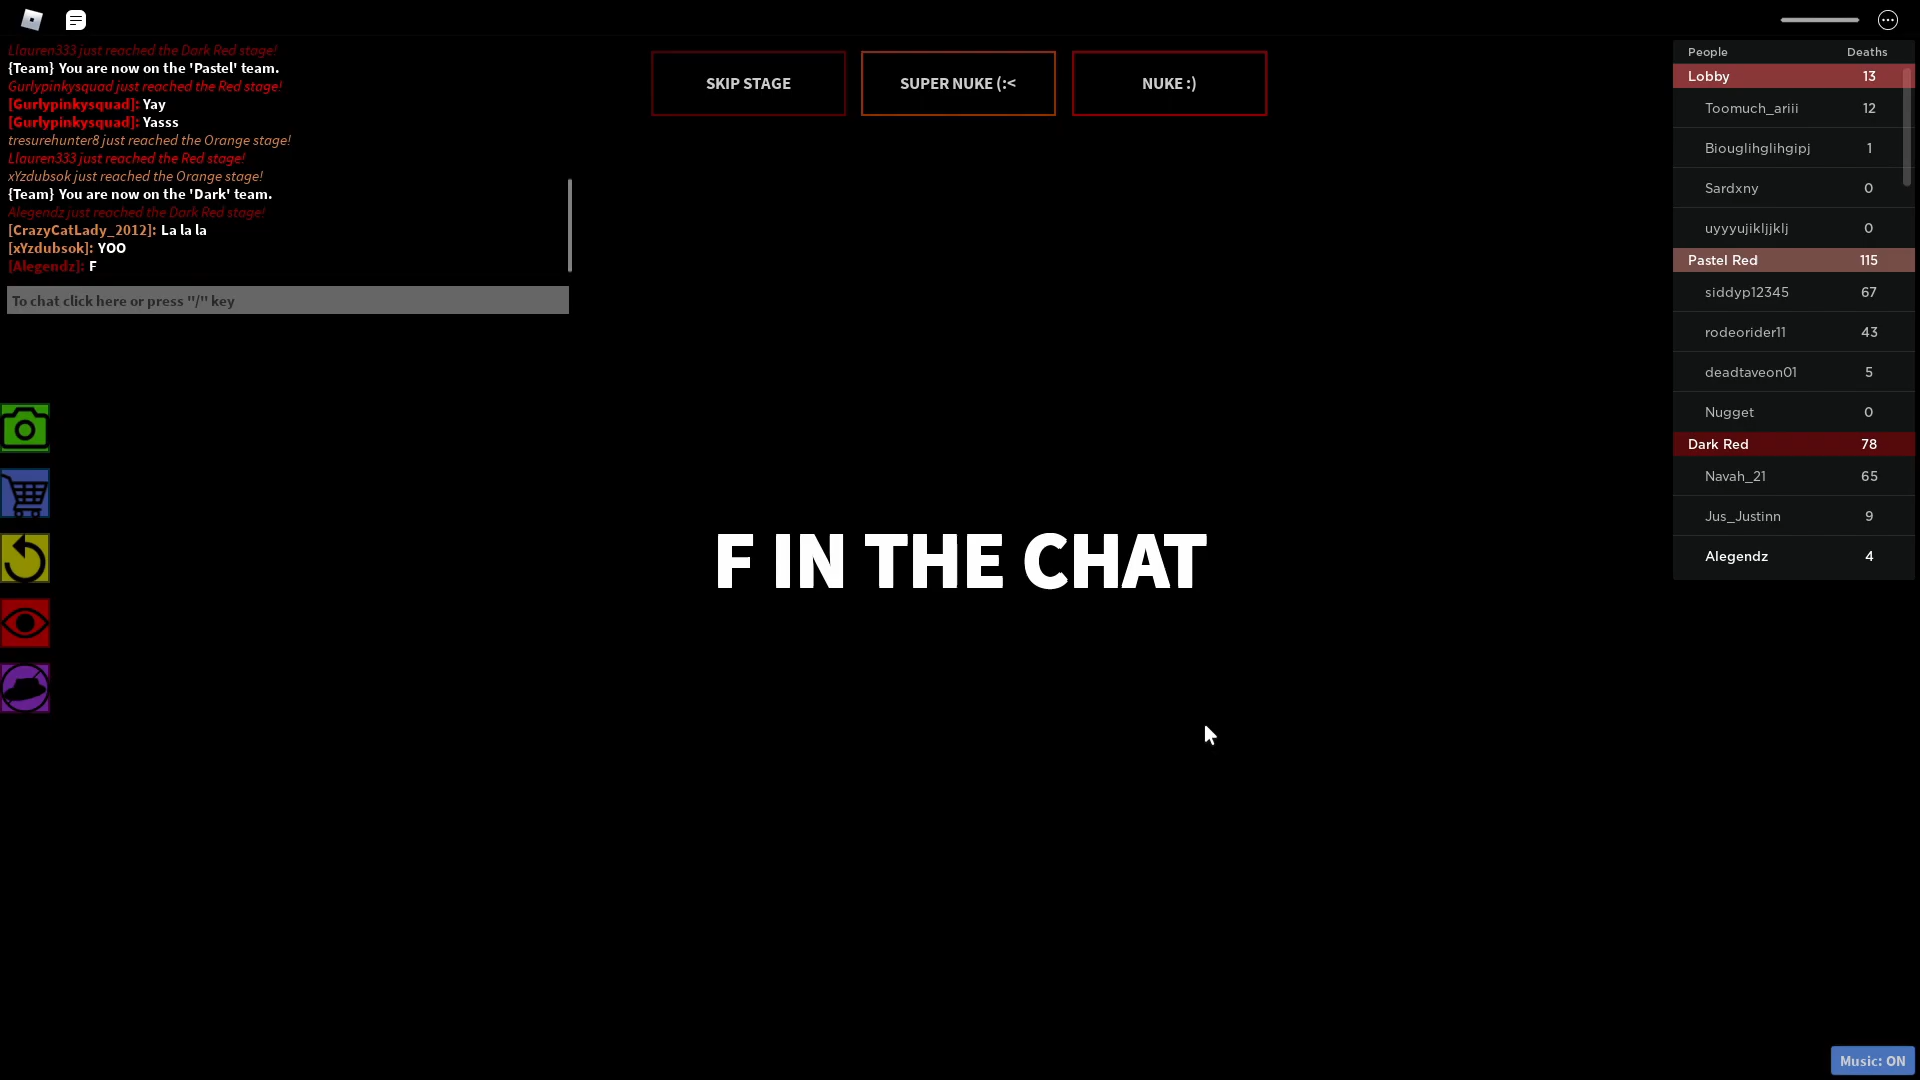 Llauren333 just reached the Dark Red stage!
{Team} You are now on the 'Pastel' team.
Gurlypinkysquad just reached the Red stage!
[Gurlypinkysquad]: Yay
[Gurlypinkysquad]: Yasss
tresurehunter8 just reached the Orange stage!
Llauren333 just reached the Red stage!
xYzdubsok just reached the Orange stage!
{Team} You are now on the 'Dark' team.
Alegendz just reached the Dark Red stage!
[CrazyCatLady_2012]: La la la
[xYzdubsok]: YOO
[Alegendz]: F
To chat click here or press "/" key
SKIP STAGE
SUPER NUKE (:<
NUKE :)
F IN THE CHAT
People Deaths
Lobby 13
Toomuch_ariii 12
Biouglihglihgipj 1
Sardxny 0
uyyyujikljjklj 0
Pastel Red 115
siddyp12345 67
rodeorider11 43
deadtaveon01 5
Nugget 0
Dark Red 78
Navah_21 65
Jus_Justinn 9
Alegendz 4
Music: ON